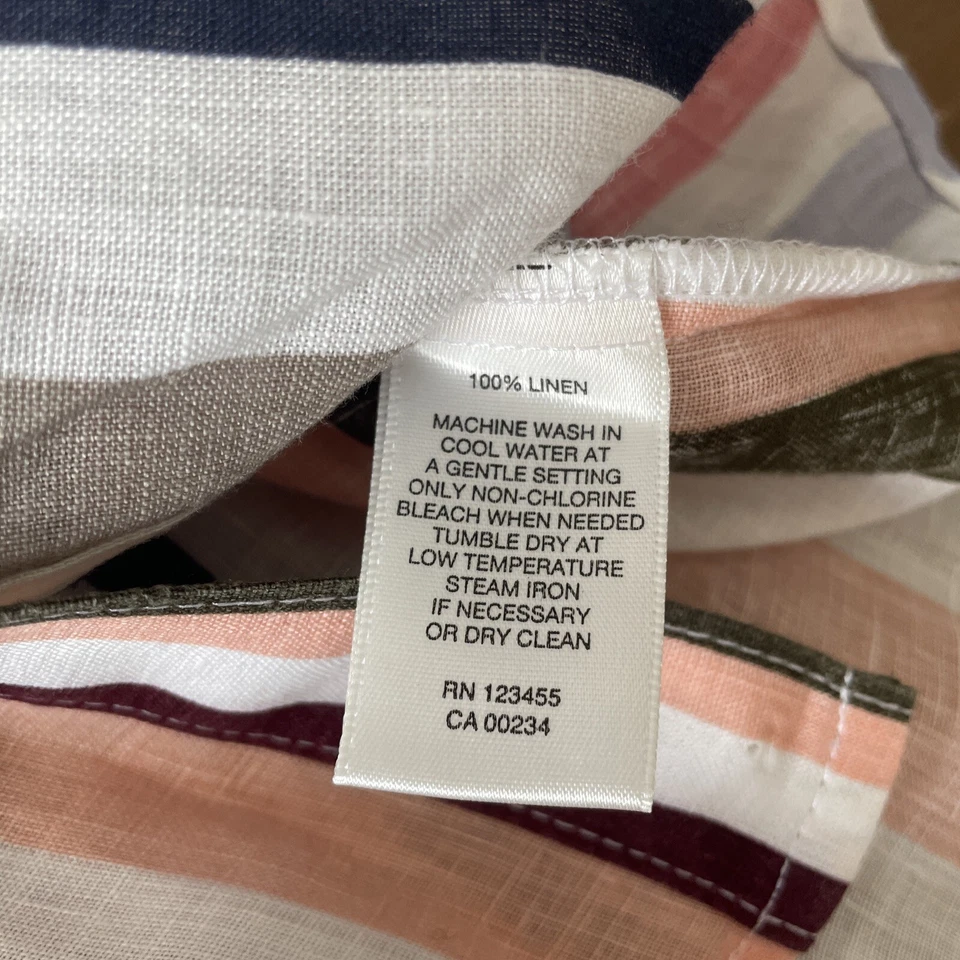 100% LINEN
MACHINE WASH IN
COOL WATER AT
A GENTLE SETTING
ONLY NON-CHLORINE
BLEACH WHEN NEEDED
TUMBLE DRY AT
LOW TEMPERATURE
STEAM IRON
IF NECESSARY
OR DRY CLEAN
RN 123455
CA 00234